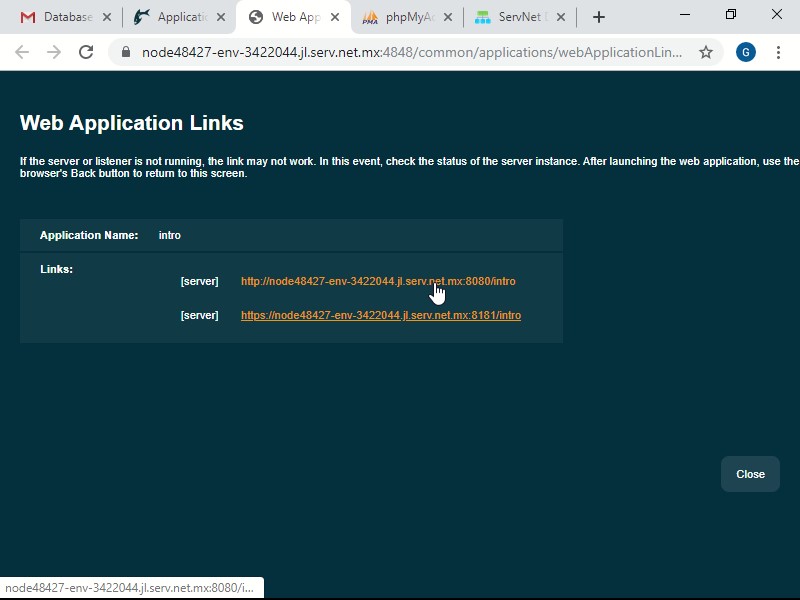 Database
Applicatio
Web App
phpMyA
ServNet
node48427-env-3422044.jl.serv.net.mx:4848/common/applications/webApplicationLin...
G
Web Application Links
If the server or listener is not running, the link may not work. In this event, check the status of the server instance. After launching the web application, use the
browser's Back button to return to this screen.
Application Name: intro
Links:
[server] http://node48427-env-3422044.jl.serv.net.mx:8080/intro
[server] https://node48427-env-3422044.jl.serv.net.mx:8181/intro
Close
node48427-env-3422044.jl.serv.net.mx:8080/i...